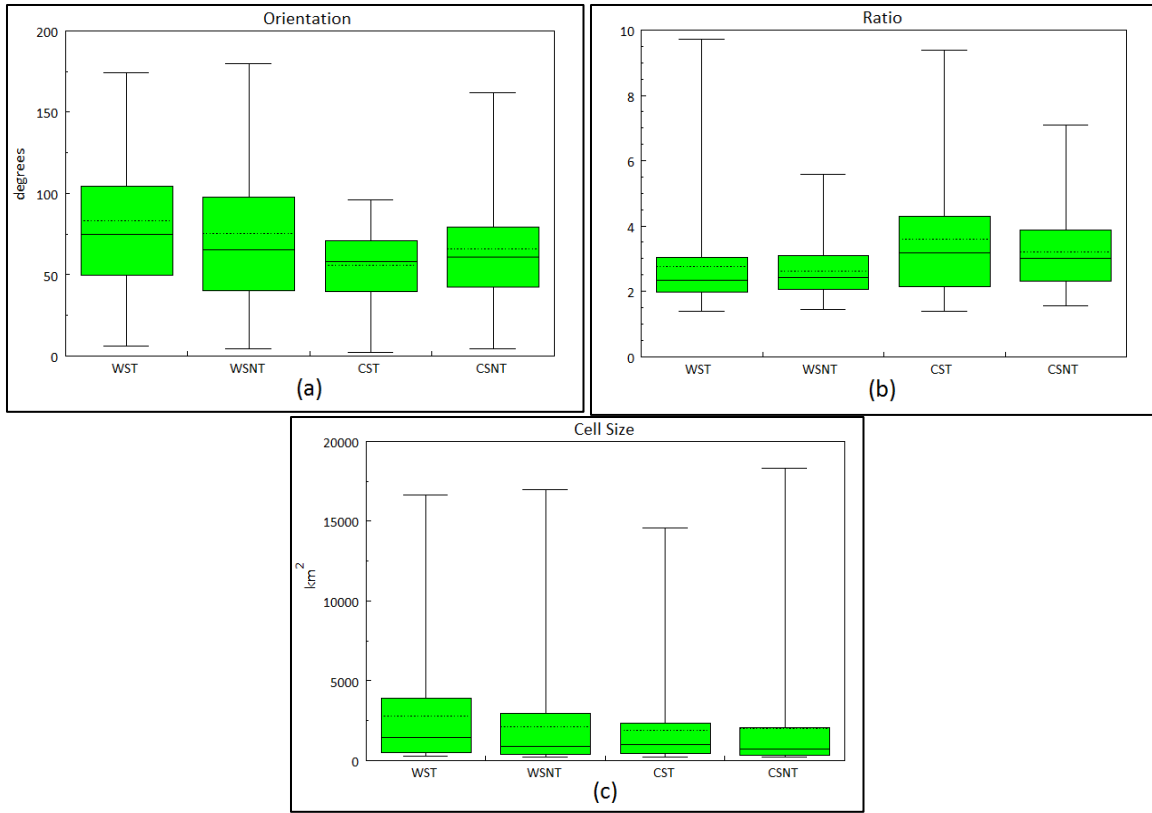 Orientation
200
150
100
50
0
degrees
WST WSNT CST CSNT
(a)
Ratio
10
8
6
4
2
0
WST WSNT CST CSNT
(b)
Cell Size
20000
15000
10000
5000
0
km²
WST WSNT CST CSNT
(c)